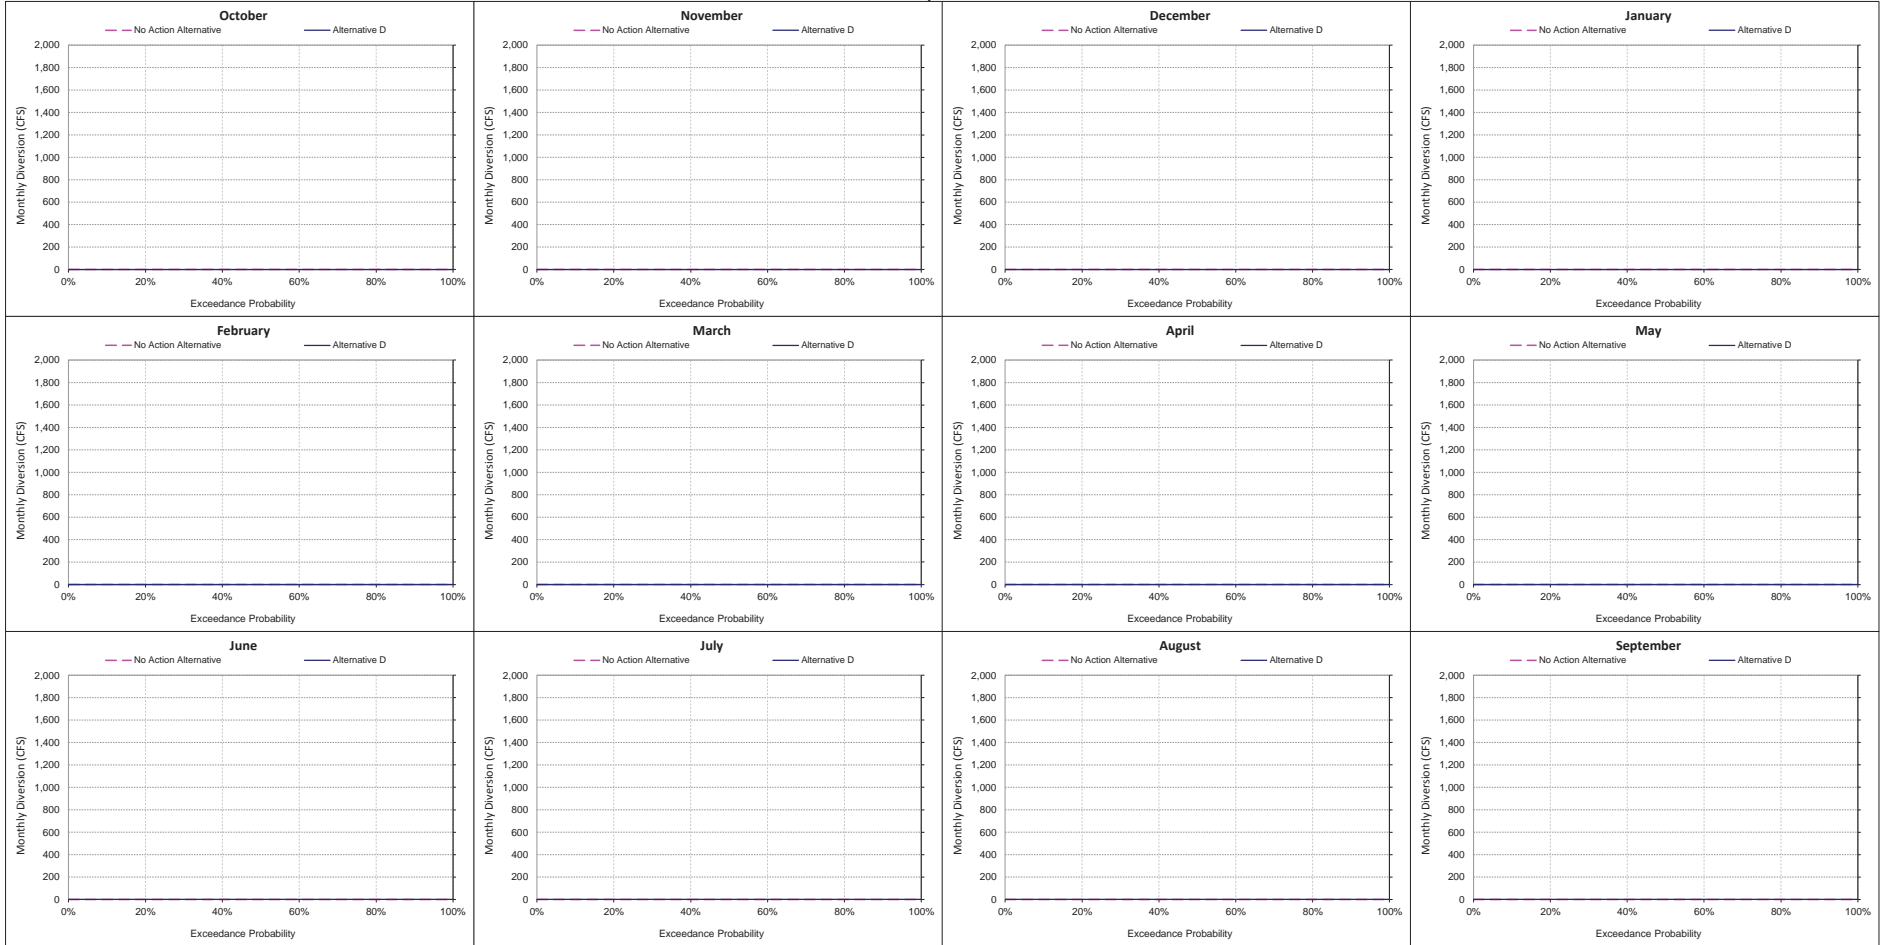 October
No Action Alternative Alternative D
2,000
1,800
1,600
1,400
1,200
1,000
800
600
400
200
0
Monthly Diversion (CFS)
0% 20% 40% 60% 80% 100%
Exceedance Probability
November
No Action Alternative Alternative D
2,000
1,800
1,600
1,400
1,200
1,000
800
600
400
200
0
Monthly Diversion (CFS)
0% 20% 40% 60% 80% 100%
Exceedance Probability
December
No Action Alternative Alternative D
2,000
1,800
1,600
1,400
1,200
1,000
800
600
400
200
0
Monthly Diversion (CFS)
0% 20% 40% 60% 80% 100%
Exceedance Probability
January
No Action Alternative Alternative D
2,000
1,800
1,600
1,400
1,200
1,000
800
600
400
200
0
Monthly Diversion (CFS)
0% 20% 40% 60% 80% 100%
Exceedance Probability
February
No Action Alternative Alternative D
2,000
1,800
1,600
1,400
1,200
1,000
800
600
400
200
0
Monthly Diversion (CFS)
0% 20% 40% 60% 80% 100%
Exceedance Probability
March
No Action Alternative Alternative D
2,000
1,800
1,600
1,400
1,200
1,000
800
600
400
200
0
Monthly Diversion (CFS)
0% 20% 40% 60% 80% 100%
Exceedance Probability
April
No Action Alternative Alternative D
2,000
1,800
1,600
1,400
1,200
1,000
800
600
400
200
0
Monthly Diversion (CFS)
0% 20% 40% 60% 80% 100%
Exceedance Probability
May
No Action Alternative Alternative D
2,000
1,800
1,600
1,400
1,200
1,000
800
600
400
200
0
Monthly Diversion (CFS)
0% 20% 40% 60% 80% 100%
Exceedance Probability
June
No Action Alternative Alternative D
2,000
1,800
1,600
1,400
1,200
1,000
800
600
400
200
0
Monthly Diversion (CFS)
0% 20% 40% 60% 80% 100%
Exceedance Probability
July
No Action Alternative Alternative D
2,000
1,800
1,600
1,400
1,200
1,000
800
600
400
200
0
Monthly Diversion (CFS)
0% 20% 40% 60% 80% 100%
Exceedance Probability
August
No Action Alternative Alternative D
2,000
1,800
1,600
1,400
1,200
1,000
800
600
400
200
0
Monthly Diversion (CFS)
0% 20% 40% 60% 80% 100%
Exceedance Probability
September
No Action Alternative Alternative D
2,000
1,800
1,600
1,400
1,200
1,000
800
600
400
200
0
Monthly Diversion (CFS)
0% 20% 40% 60% 80% 100%
Exceedance Probability